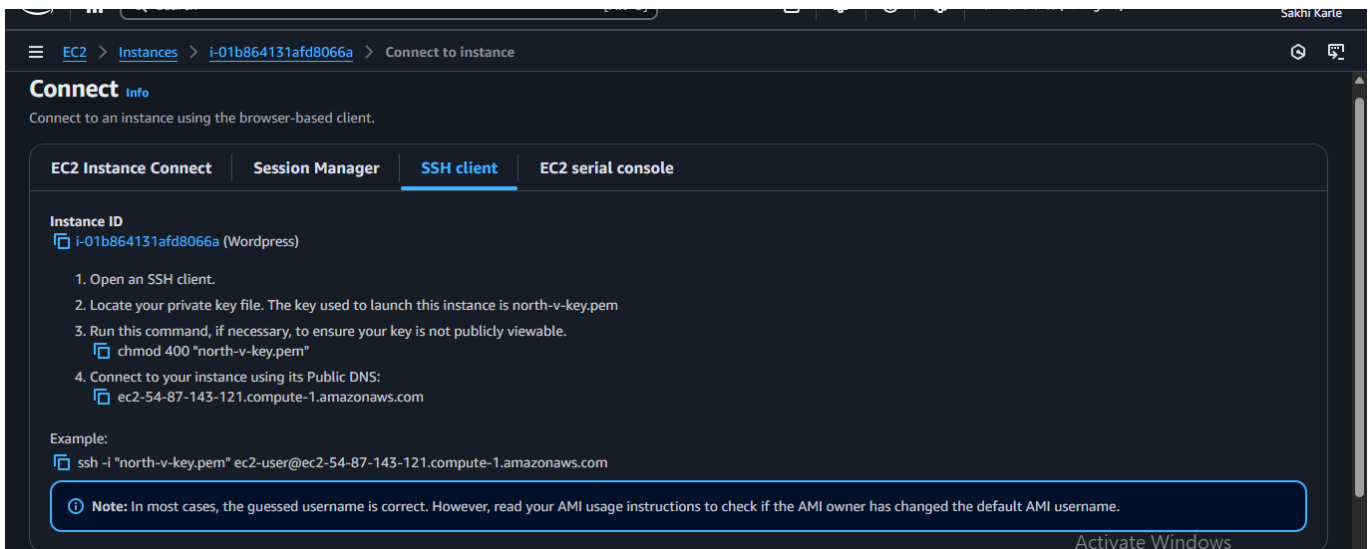 Sakhi Karle
EC2 > Instances > i-01b864131afd8066a > Connect to instance
Connect Info
Connect to an instance using the browser-based client.
EC2 Instance Connect Session Manager SSH client EC2 serial console
Instance ID
i-01b864131afd8066a (Wordpress)
1. Open an SSH client.
2. Locate your private key file. The key used to launch this instance is north-v-key.pem
3. Run this command, if necessary, to ensure your key is not publicly viewable.
chmod 400 "north-v-key.pem"
4. Connect to your instance using its Public DNS:
ec2-54-87-143-121.compute-1.amazonaws.com
Example:
ssh -i "north-v-key.pem" ec2-user@ec2-54-87-143-121.compute-1.amazonaws.com
Note: In most cases, the guessed username is correct. However, read your AMI usage instructions to check if the AMI owner has changed the default AMI username.
Activate Windows